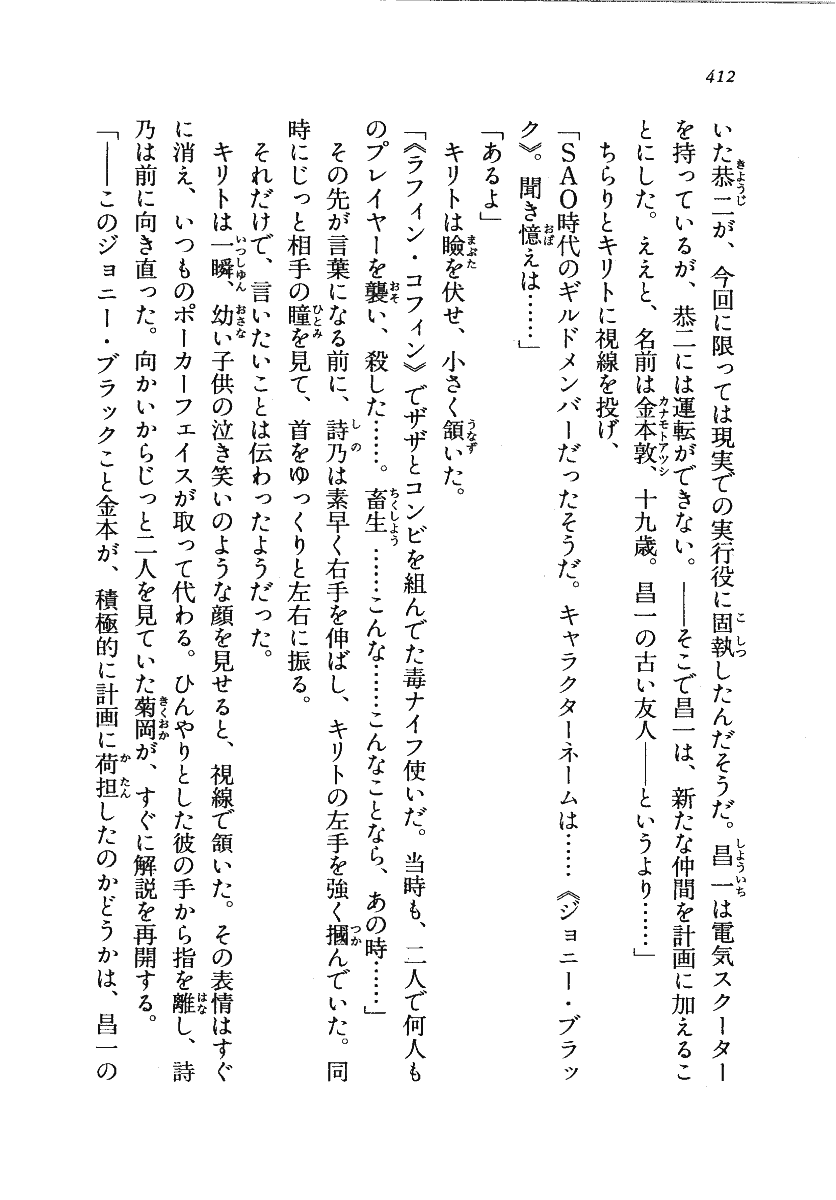 412
いた恭二が、今回に限っては現実での実行役に固執したんだそうだ。昌一は電気スクーター
を持っているが、恭二には運転ができない。――そこで昌一は、新たな仲間を計画に加えるこ
とにした。ええと、名前は金本敦、十九歳。昌一の古い友人――というより……」
ちらりとキリトに視線を投げ、
「SAO時代のギルドメンバーだったそうだ。キャラクターネームは……《ジョニー・ブラッ
ク》。聞き憶えは……」
「あるよ」
キリトは瞼を伏せ、小さく頷いた。
「《ラフィン・コフィン》でザザとコンビを組んでた毒ナイフ使いだ。当時も、二人で何人も
のプレイヤーを襲い、殺した……。畜生……こんな……こんなことなら、あの時……」
その先が言葉になる前に、詩乃は素早く右手を伸ばし、キリトの左手を強く摑んでいた。同
時にじっと相手の瞳を見て、首をゆっくりと左右に振る。
それだけで、言いたいことは伝わったようだった。
キリトは一瞬、幼い子供の泣き笑いのような顔を見せると、視線で頷いた。その表情はすぐ
に消え、いつものポーカーフェイスが取って代わる。ひんやりとした彼の手から指を離し、詩
乃は前に向き直った。向かいからじっと二人を見ていた菊岡が、すぐに解説を再開する。
「――このジョニー・ブラックこと金本が、積極的に計画に荷担したのかどうかは、昌一の